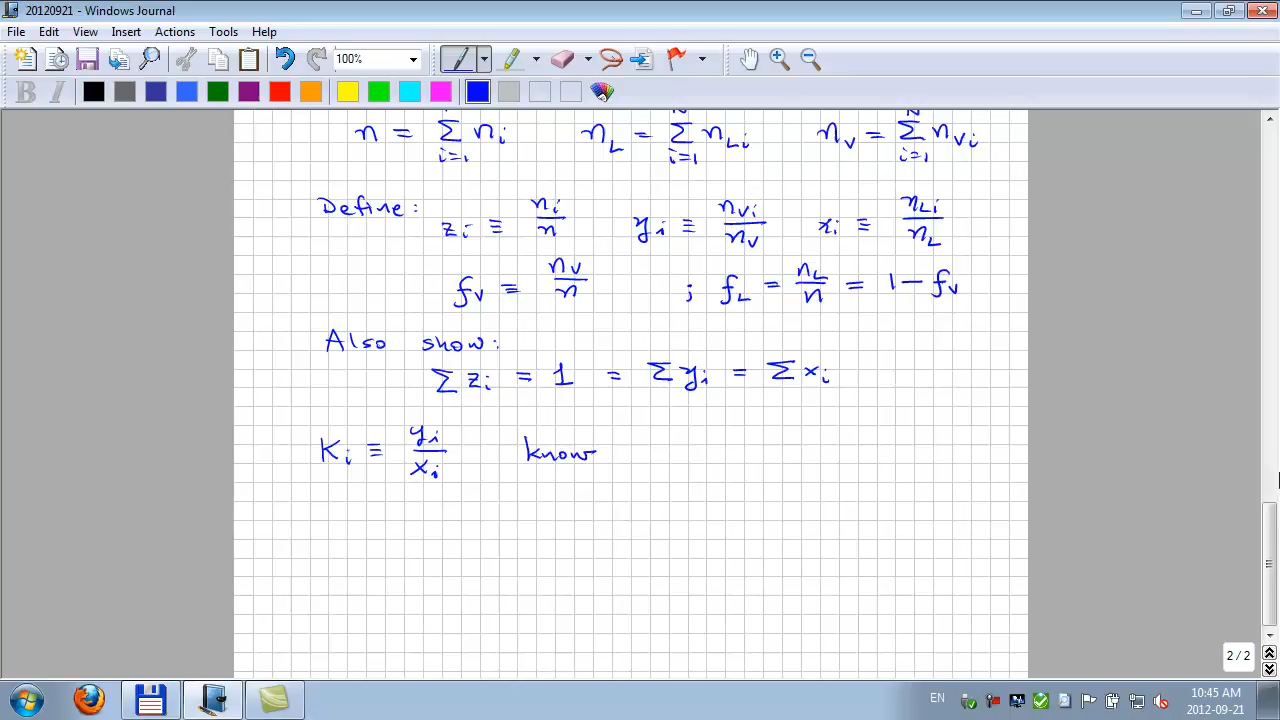 20120921 - Windows Journal
File Edit View Insert Actions Tools Help
100%
B I
n = Σ i=1 nᵢ n_L = Σ i=1 N n_Li n_V = Σ i=1 N n_Vi
Define: zᵢ ≡ nᵢ/n yᵢ ≡ n_Vi/n_V xᵢ ≡ n_Li/n_L
f_V ≡ n_V/n ; f_L = n_L/n = 1 - f_V
Also show:
Σ zᵢ = 1 = Σ yᵢ = Σ xᵢ
Kᵢ ≡ yᵢ/xᵢ know
2 / 2
EN
10:45 AM
2012-09-21